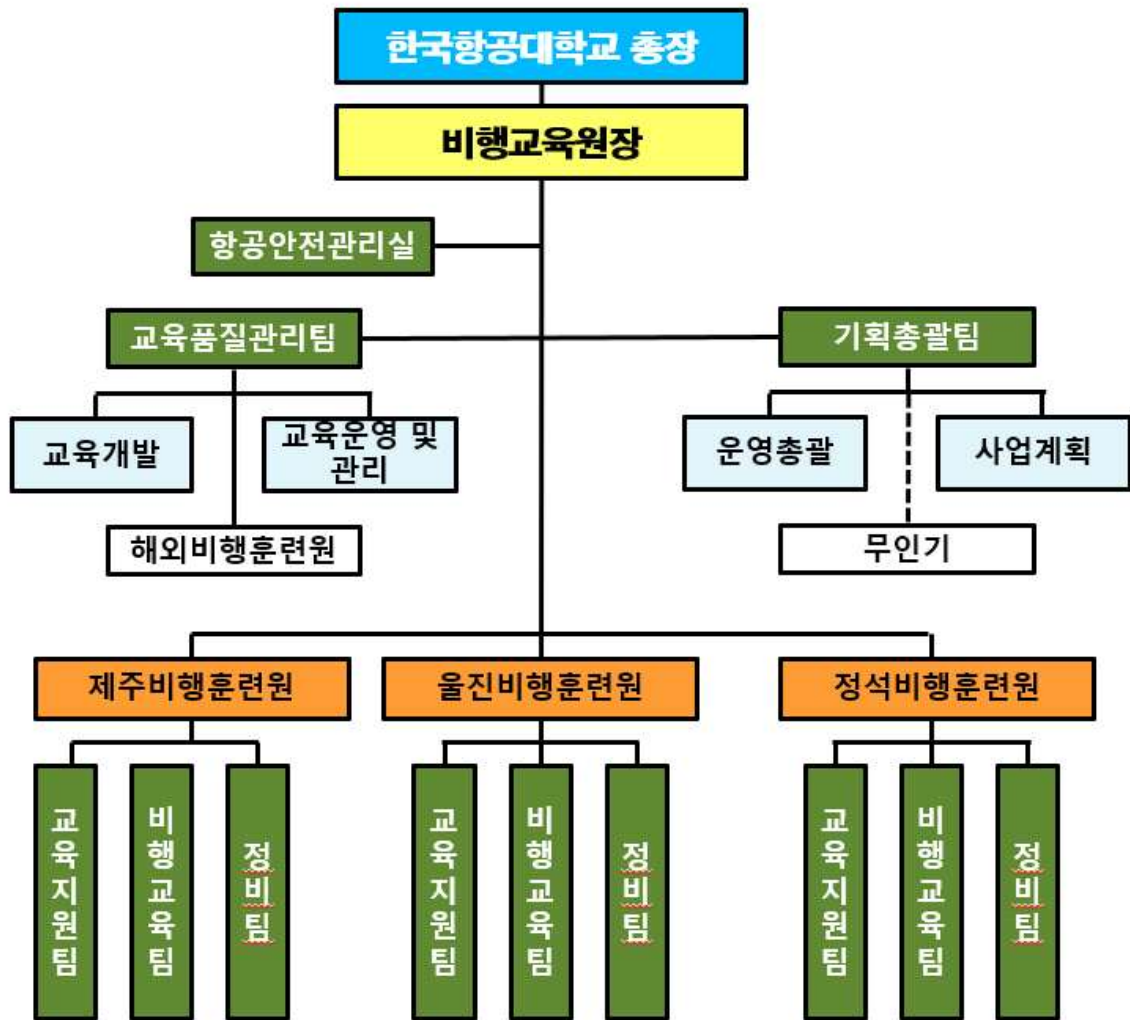 한국항공대학교 총장
비행교육원장
항공안전관리실
교육품질관리팀
기획총괄팀
교육개발
교육운영 및
관리
운영총괄
사업계획
해외비행훈련원
무인기
제주비행훈련원
울진비행훈련원
정석비행훈련원
교육지원팀
비행교육팀
정비팀
교육지원팀
비행교육팀
정비팀
교육지원팀
비행교육팀
정비팀